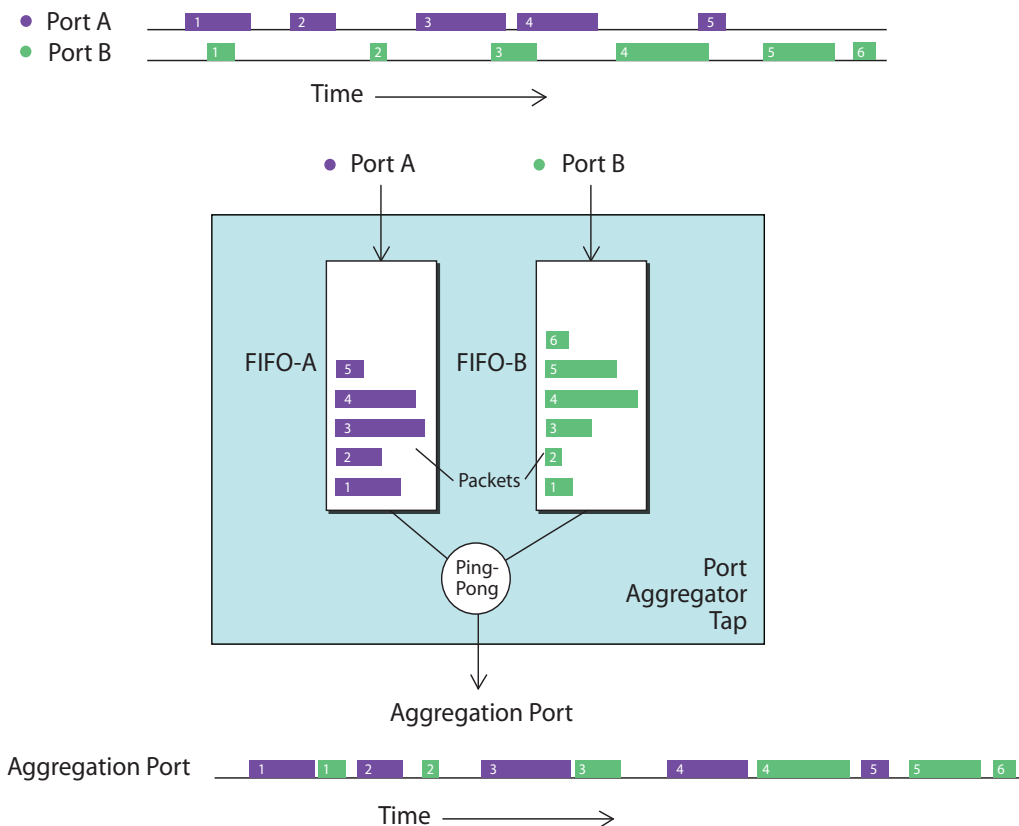 Port A 1 2 3 4 5
Port B 1 2 3 4 5 6
Time
Port A Port B
FIFO-A FIFO-B
6
5 5
4 4
3 3
2 2
1 1
Packets
Ping-
Pong
Port
Aggregator
Tap
Aggregation Port
Aggregation Port 1 1 2 2 3 3 4 4 5 5 6
Time